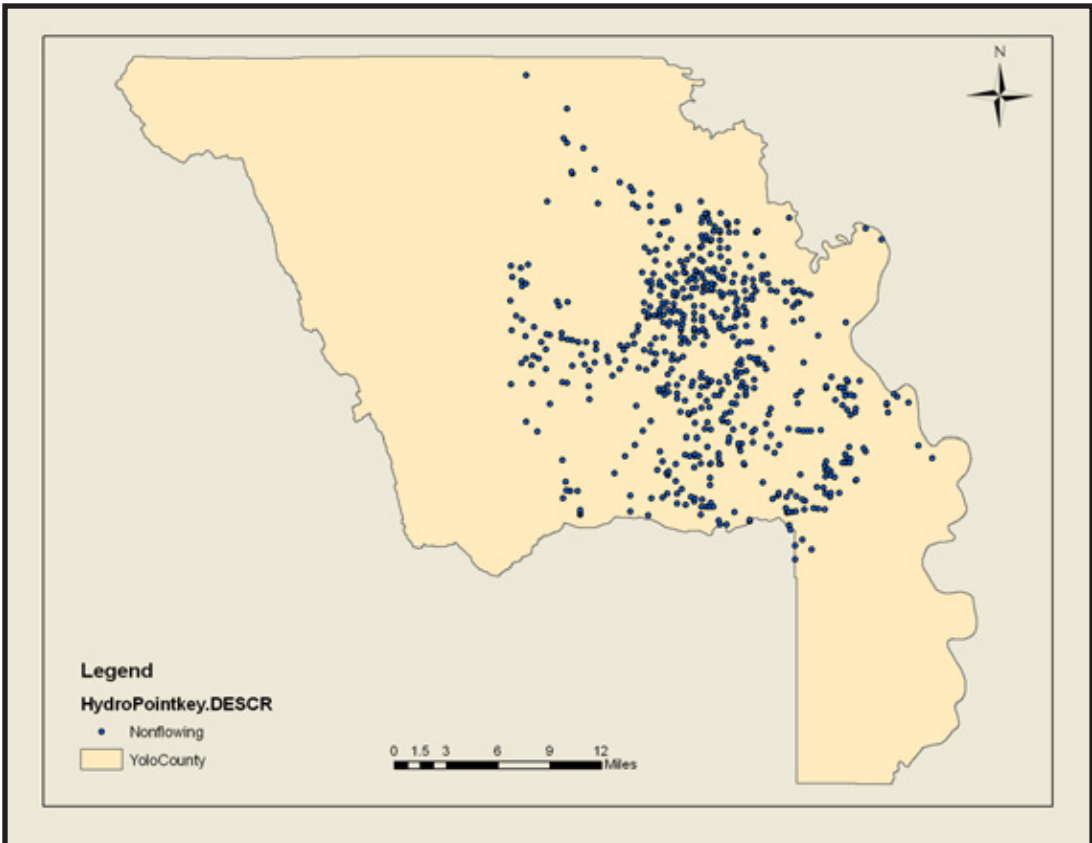 N
Legend
HydroPointkey.DESCR
Nonflowing
YoloCounty
0 1.5 3 6 9 12
Miles